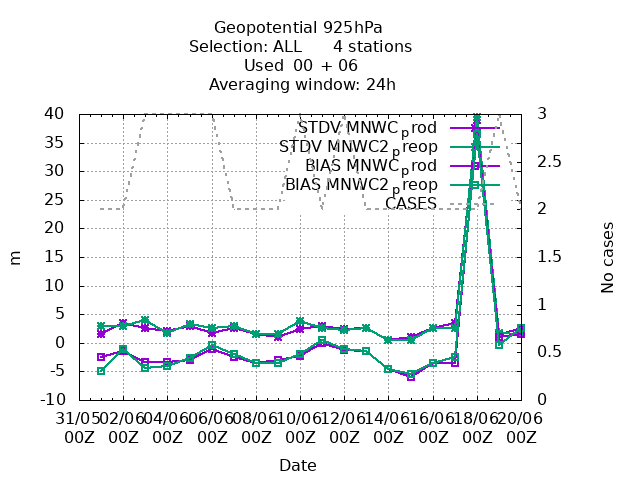 Geopotential 925hPa
Selection: ALL 4 stations
Used 00 + 06
Averaging window: 24h
40
35
30
25
20
15
10
5
0
-5
-10
3
2.5
2
1.5
1
0.5
0
m
No cases
STDV MNWC_prod
STDV MNWC2_preop
BIAS MNWC_prod
BIAS MNWC2_preop
CASES
31/05 02/06 04/06 06/06 08/06 10/06 12/06 14/06 16/06 18/06 20/06
00Z 00Z 00Z 00Z 00Z 00Z 00Z 00Z 00Z 00Z 00Z
Date